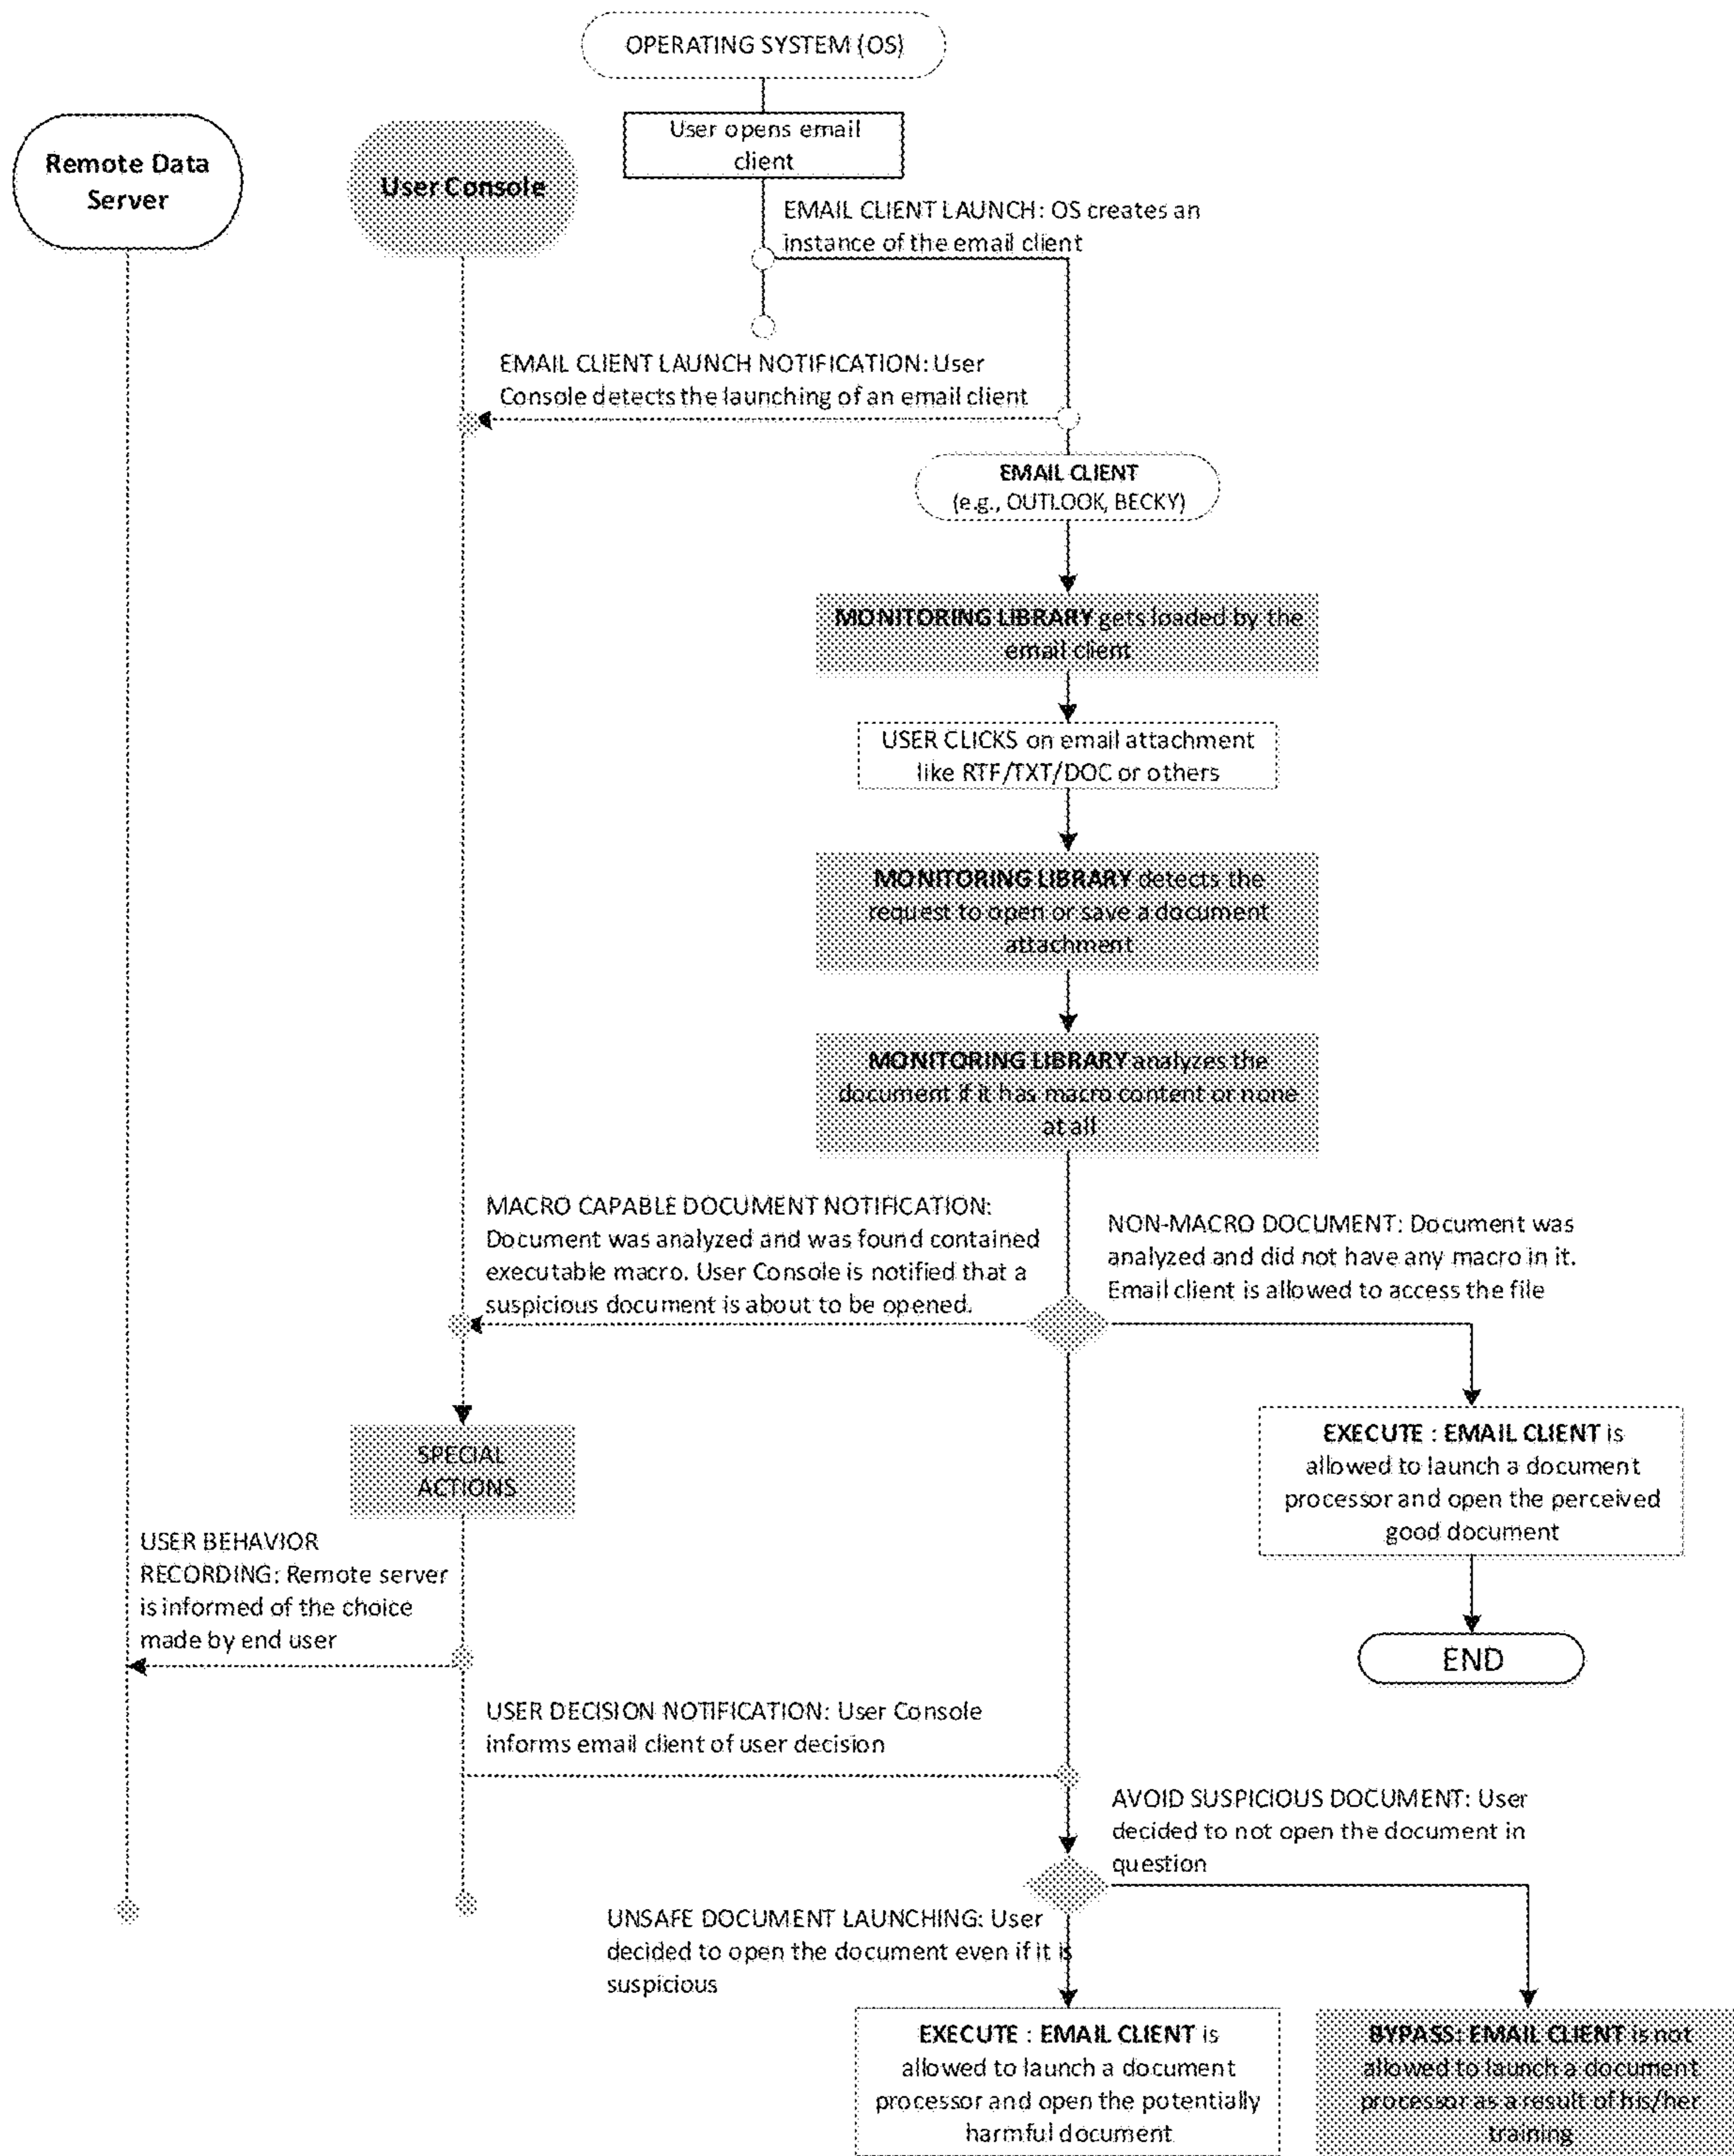 OPERATING SYSTEM (OS)
User opens email
client
Remote Data
Server
User Console
EMAIL CLIENT LAUNCH: OS creates an
instance of the email client
EMAIL CLIENT LAUNCH NOTIFICATION: User
Console detects the launching of an email client
EMAIL CLIENT
(e.g., OUTLOOK, BECKY)
MONITORING LIBRARY gets loaded by the
email client
USER CLICKS on email attachment
like RTF/TXT/DOC or others
MONITORING LIBRARY detects the
request to open or save a document
attachment
MONITORING LIBRARY analyzes the
document if it has macro content or none
at all
MACRO CAPABLE DOCUMENT NOTIFICATION:
Document was analyzed and was found contained
executable macro. User Console is notified that a
suspicious document is about to be opened.
NON-MACRO DOCUMENT: Document was
analyzed and did not have any macro in it.
Email client is allowed to access the file
SPECIAL
ACTIONS
EXECUTE : EMAIL CLIENT is
allowed to launch a document
processor and open the perceived
good document
USER BEHAVIOR
RECORDING: Remote server
is informed of the choice
made by end user
END
USER DECISION NOTIFICATION: User Console
informs email client of user decision
AVOID SUSPICIOUS DOCUMENT: User
decided to not open the document in
question
UNSAFE DOCUMENT LAUNCHING: User
decided to open the document even if it is
suspicious
EXECUTE : EMAIL CLIENT is
allowed to launch a document
processor and open the potentially
harmful document
BYPASS: EMAIL CLIENT is not
allowed to launch a document
processor as a result of his/her
training